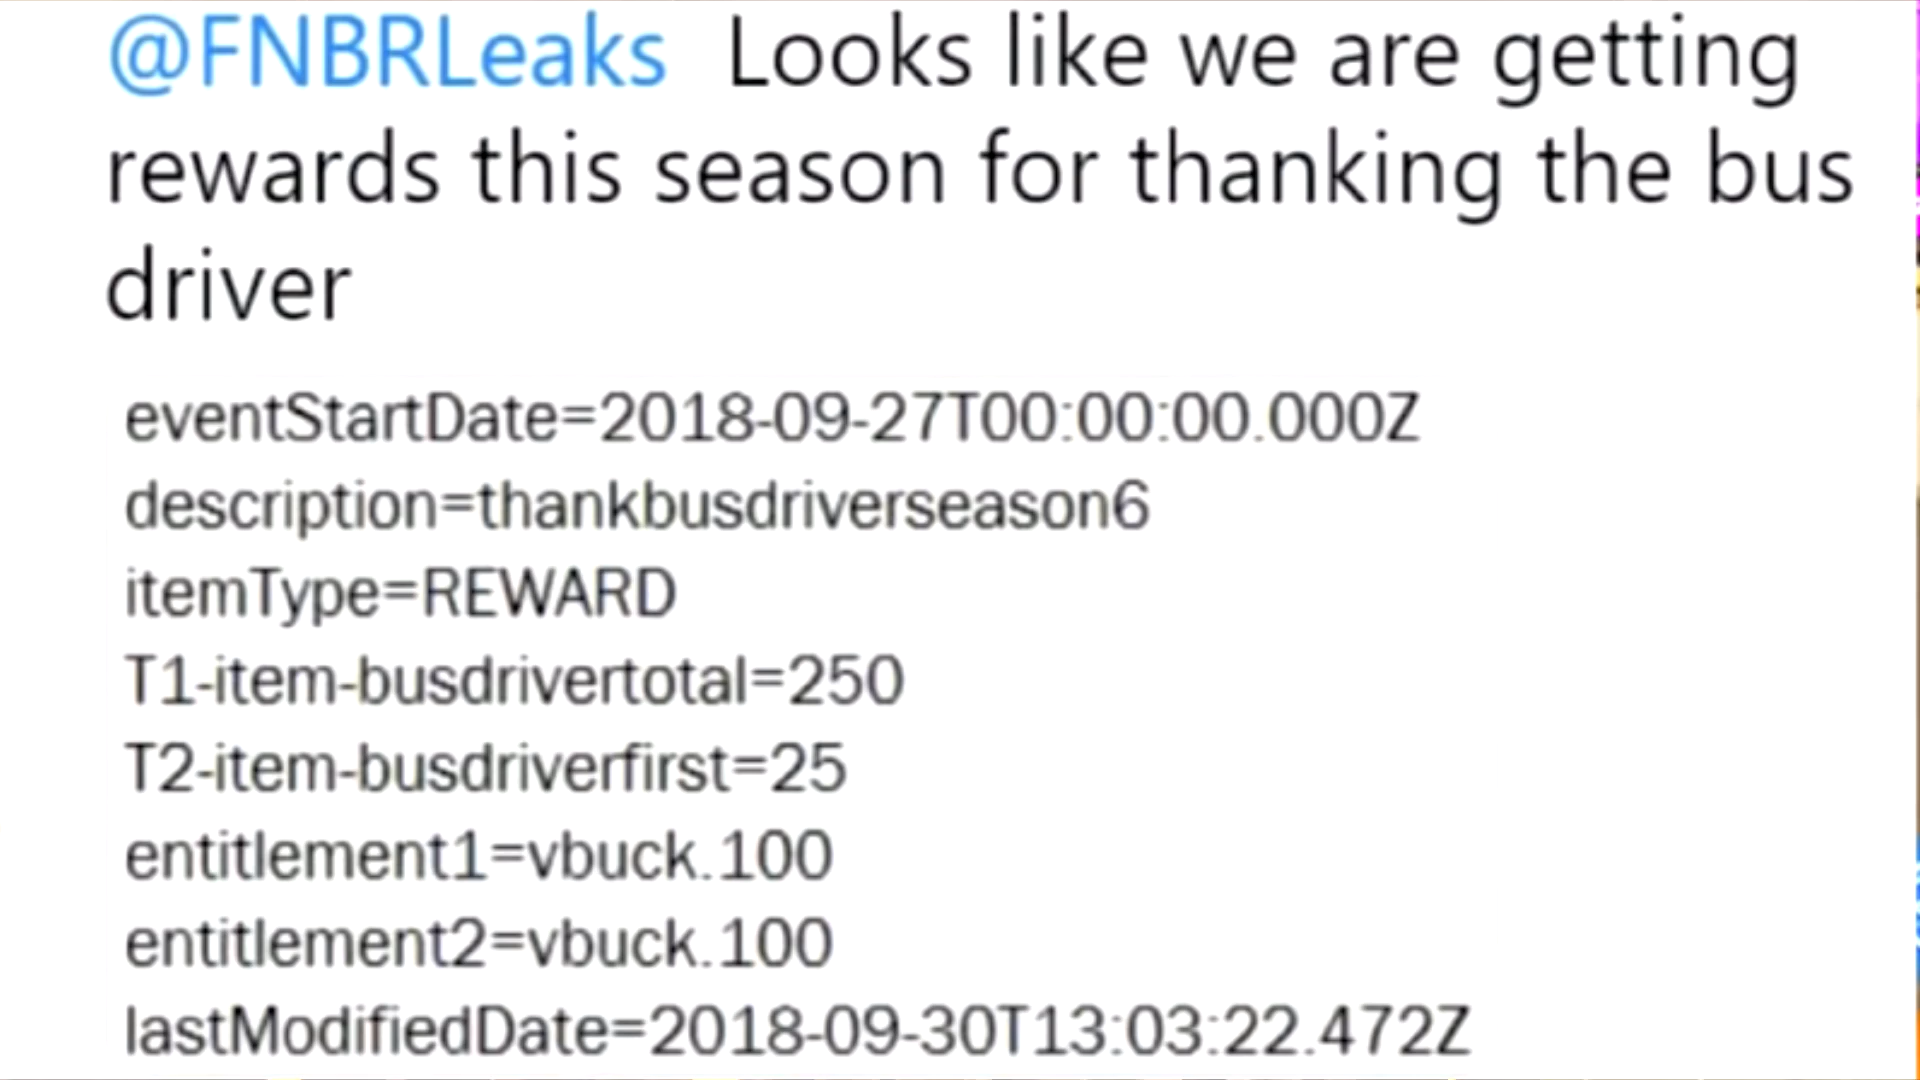 @FNBRLeaks Looks like we are getting
rewards this season for thanking the bus
driver
eventStartDate=2018-09-27T00:00:00.000Z
description=thankbusdriverseason6
itemType=REWARD
T1-item-busdrivertotal=250
T2-item-busdriverfirst=25
entitlement1=vbuck.100
entitlement2=vbuck.100
lastModifiedDate=2018-09-30T13:03:22.472Z